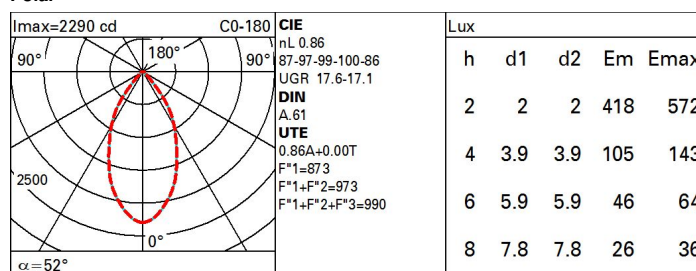 Imax=2290 cd C0-180
90° 180° 90°
2500
0°
α=52°
CIE
nL 0.86
87-97-99-100-86
UGR 17.6-17.1
DIN
A.61
UTE
0.86A+0.00T
F"1=873
F"1+F"2=973
F"1+F"2+F"3=990
Lux
h d1 d2 Em Emax
2 2 2 418 572
4 3.9 3.9 105 143
6 5.9 5.9 46 64
8 7.8 7.8 26 36